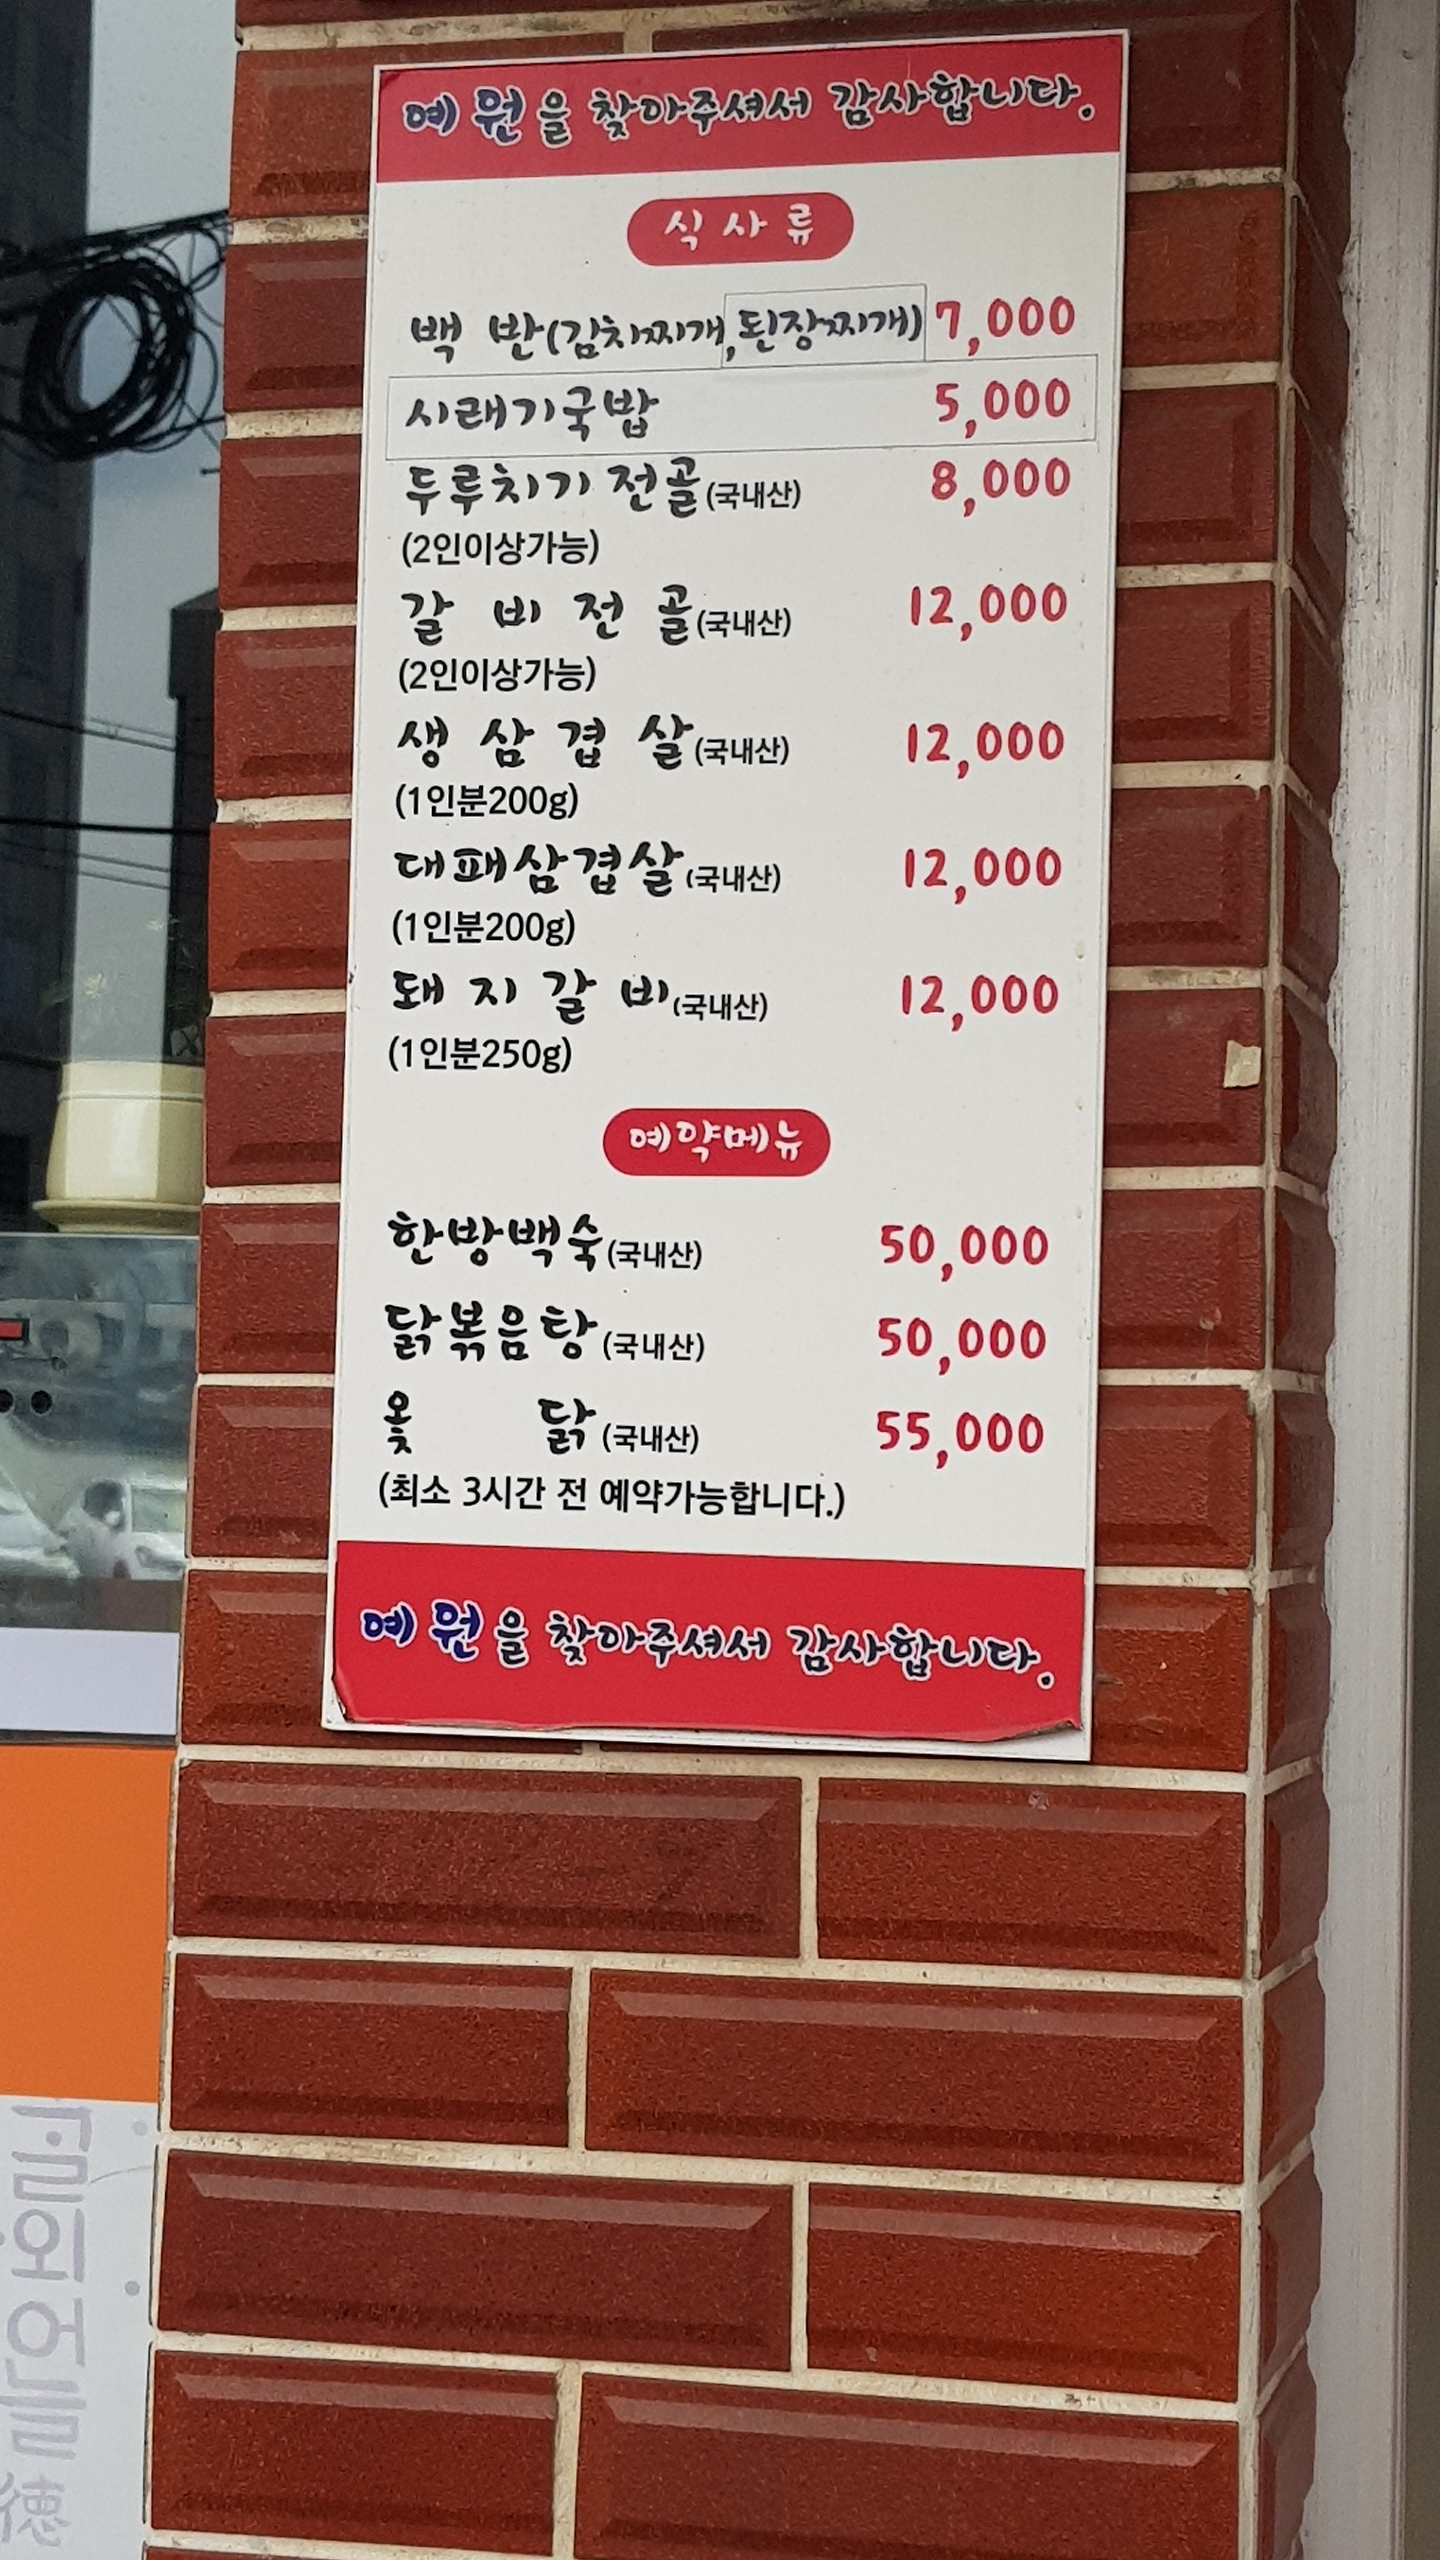 예원을 찾아주셔서 감사합니다.
식사류
백 반(김치찌개,된장찌개) 7,000
시래기국밥 5,000
두루치기 전골(국내산) 8,000
(2인이상가능)
갈 비 전 골(국내산) 12,000
(2인이상가능)
생 삼 겹 살(국내산) 12,000
(1인분200g)
대패삼겹살(국내산) 12,000
(1인분200g)
돼 지 갈 비(국내산) 12,000
(1인분250g)
예약메뉴
한방백숙(국내산) 50,000
닭볶음탕(국내산) 50,000
옻 닭(국내산) 55,000
(최소 3시간 전 예약가능합니다.)
예원을 찾아주셔서 감사합니다.